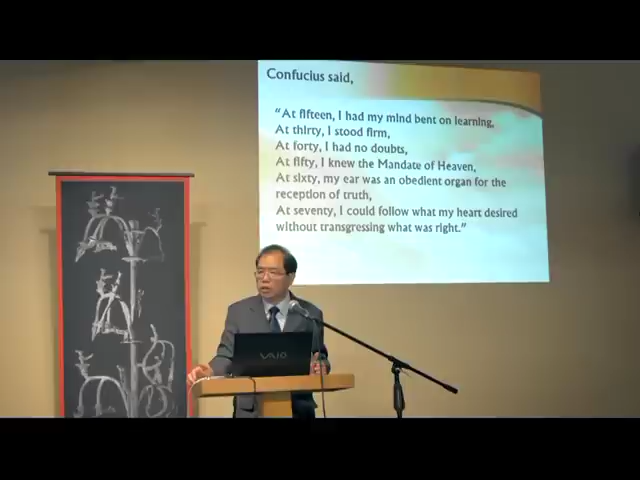 Confucius said,
“At fifteen, I had my mind bent on learning,
At thirty, I stood firm,
At forty, I had no doubts,
At fifty, I knew the Mandate of Heaven,
At sixty, my ear was an obedient organ for the
reception of truth,
At seventy, I could follow what my heart desired
without transgressing what was right.”
VAIO